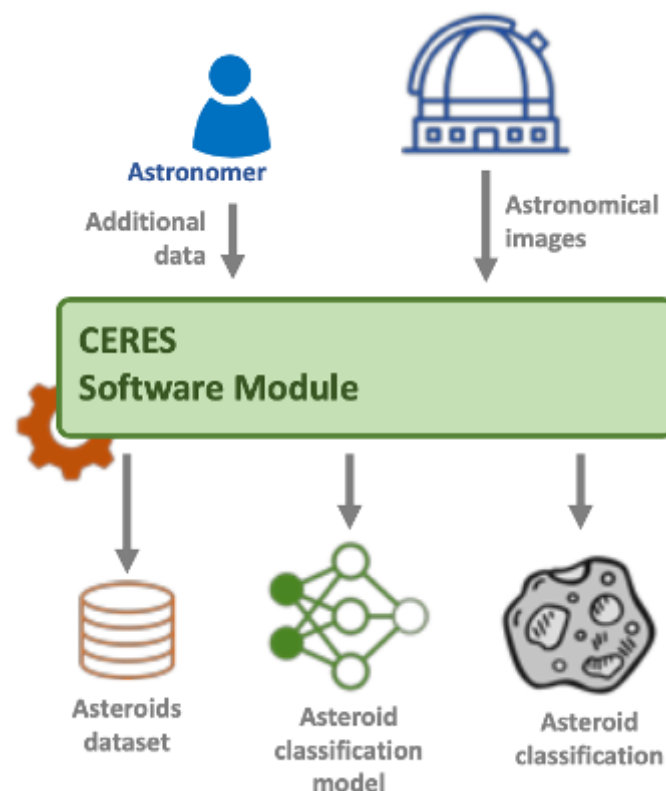 Astronomer
Additional
data
Astronomical
images
CERES
Software Module
Asteroids
dataset
Asteroid
classification
model
Asteroid
classification